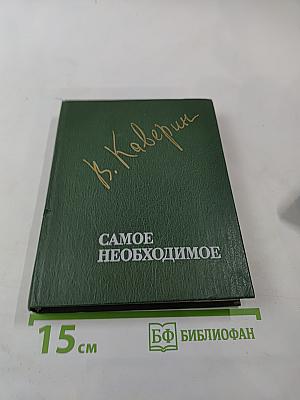 В. Каверин
САМОЕ
НЕОБХОДИМОЕ
15 см
БФ БИБЛИОФАН